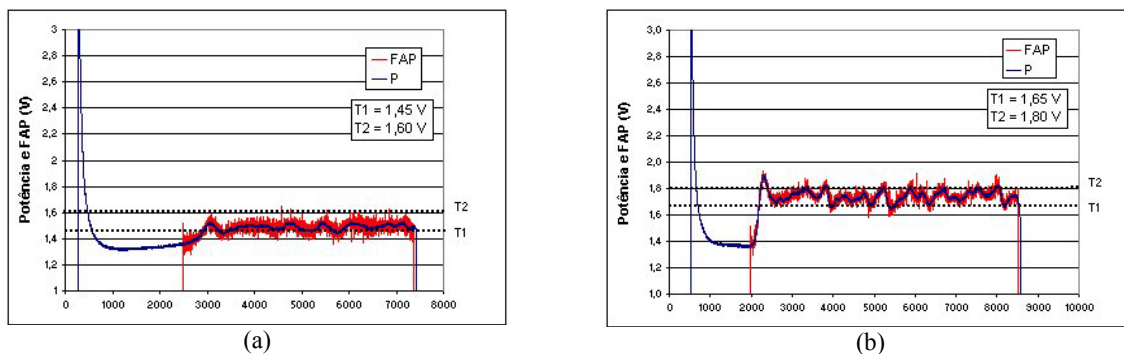 Potência e FAP (V)
3
2,8
2,6
2,4
2,2
2
1,8
1,6
1,4
1,2
1
FAP
P
T1 = 1,45 V
T2 = 1,60 V
T2
T1
0 1000 2000 3000 4000 5000 6000 7000 8000
(a)
Potência e FAP (V)
3,0
2,8
2,6
2,4
2,2
2,0
1,8
1,6
1,4
1,2
1,0
FAP
P
T1 = 1,65 V
T2 = 1,80 V
T2
T1
0 1000 2000 3000 4000 5000 6000 7000 8000 9000 10000
(b)